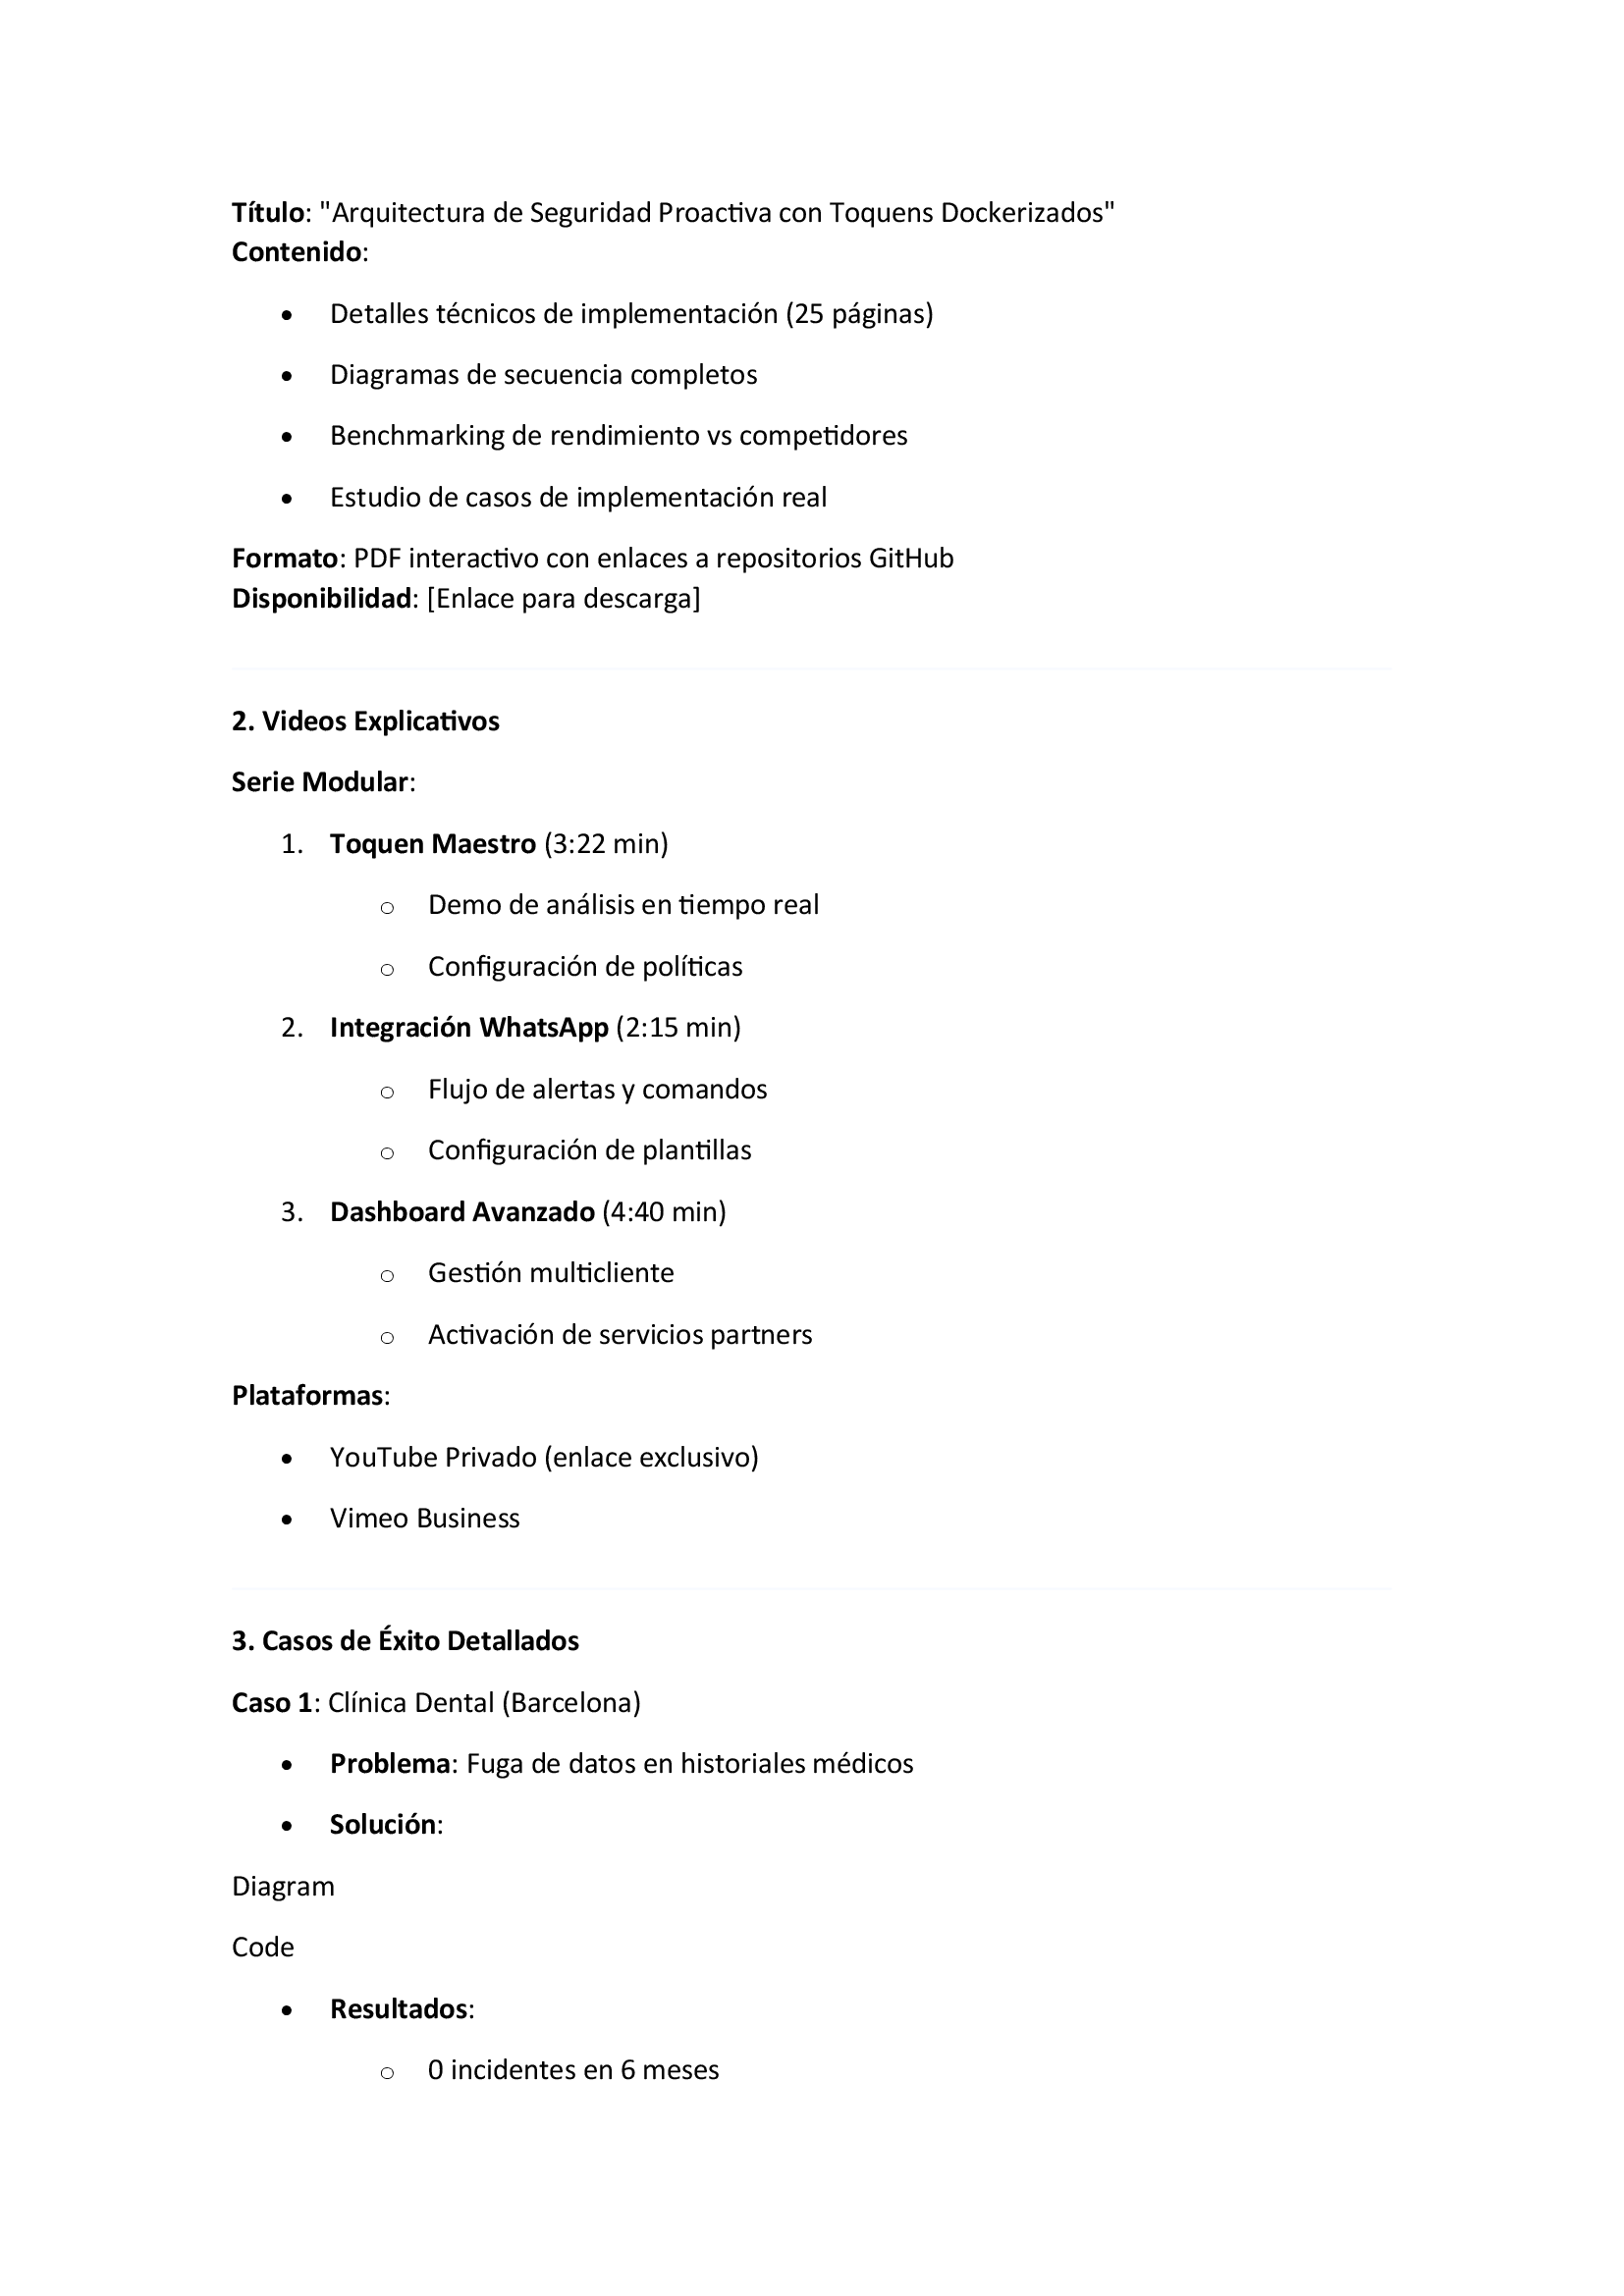 Título: "Arquitectura de Seguridad Proactiva con Toquens Dockerizados"
Contenido:
• Detalles técnicos de implementación (25 páginas)
• Diagramas de secuencia completos
• Benchmarking de rendimiento vs competidores
• Estudio de casos de implementación real
Formato: PDF interactivo con enlaces a repositorios GitHub
Disponibilidad: [Enlace para descarga]
2. Videos Explicativos
Serie Modular:
1. Toquen Maestro (3:22 min)
○ Demo de análisis en tiempo real
○ Configuración de políticas
2. Integración WhatsApp (2:15 min)
○ Flujo de alertas y comandos
○ Configuración de plantillas
3. Dashboard Avanzado (4:40 min)
○ Gestión multicliente
○ Activación de servicios partners
Plataformas:
• YouTube Privado (enlace exclusivo)
• Vimeo Business
3. Casos de Éxito Detallados
Caso 1: Clínica Dental (Barcelona)
• Problema: Fuga de datos en historiales médicos
• Solución:
Diagram
Code
• Resultados:
○ 0 incidentes en 6 meses